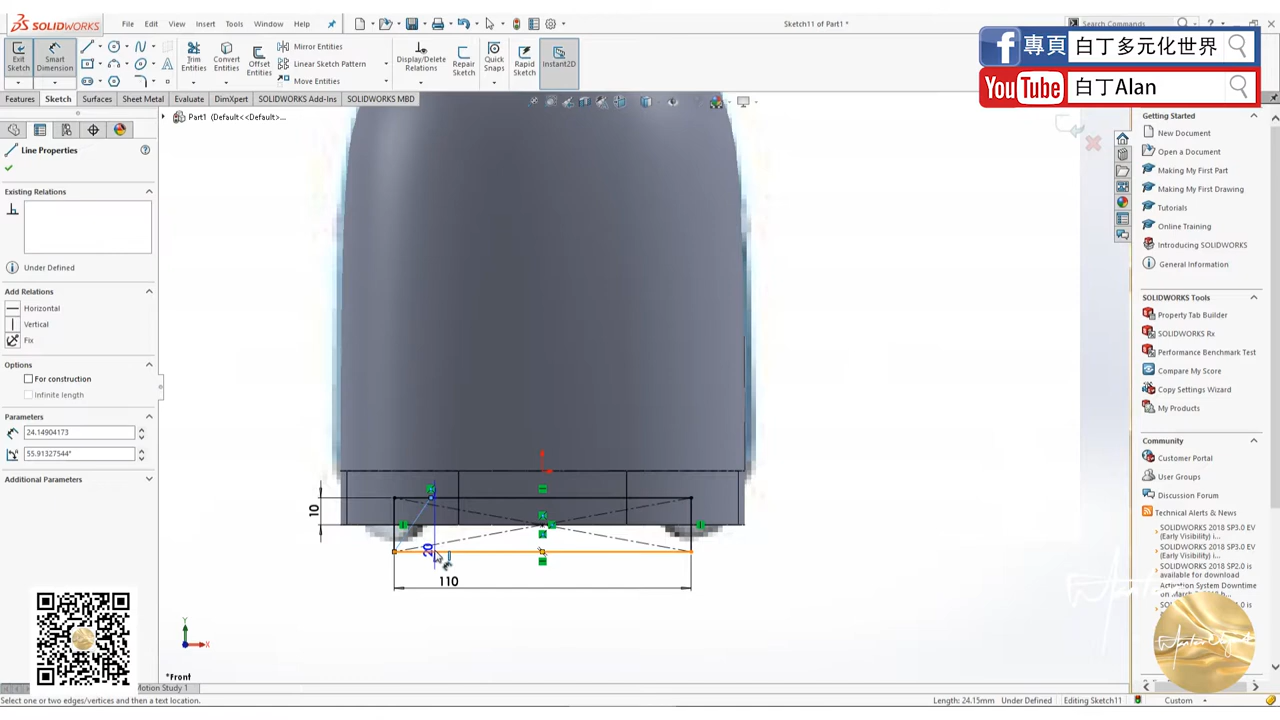 SOLIDWORKS
File Edit View Insert Tools Window Help
Sketch11 of Part1 *
Search Commands
專頁 白丁多元化世界
YouTube 白丁Alan
Exit Sketch
Smart Dimension
Trim Entities
Convert Entities
Offset Entities
Mirror Entities
Linear Sketch Pattern
Move Entities
Display/Delete Relations
Repair Sketch
Quick Snaps
Rapid Sketch
Instant2D
Features Sketch Surfaces Sheet Metal Evaluate DimXpert SOLIDWORKS Add-Ins SOLIDWORKS MBD
Part1 (Default<<Default>...
Line Properties
Existing Relations
Under Defined
Add Relations
Horizontal
Vertical
Fix
Options
For construction
Infinite length
Parameters
24.14904173
55.91327544°
Additional Parameters
10
20
110
Y
X
*Front
Motion Study 1
Getting Started
New Document
Open a Document
Making My First Part
Making My First Drawing
Tutorials
Online Training
Introducing SOLIDWORKS
General Information
SOLIDWORKS Tools
Property Tab Builder
SOLIDWORKS Rx
Performance Benchmark Test
Compare My Score
Copy Settings Wizard
My Products
Community
Customer Portal
User Groups
Discussion Forum
Technical Alerts & News
SOLIDWORKS 2018 SP3.0 EV
(Early Visibility) i...
SOLIDWORKS 2018 SP3.0 EV
(Early Visibility) i...
SOLIDWORKS 2018 SP5.0 is
available for download
Activation System Downtime
Select one or two edges/vertices and then a text location.
Length: 24.15mm Under Defined Editing Sketch11 Custom